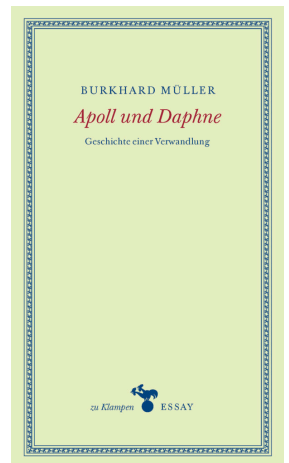 BURKHARD MÜLLER
Apoll und Daphne
Geschichte einer Verwandlung
zu Klampen ESSAY